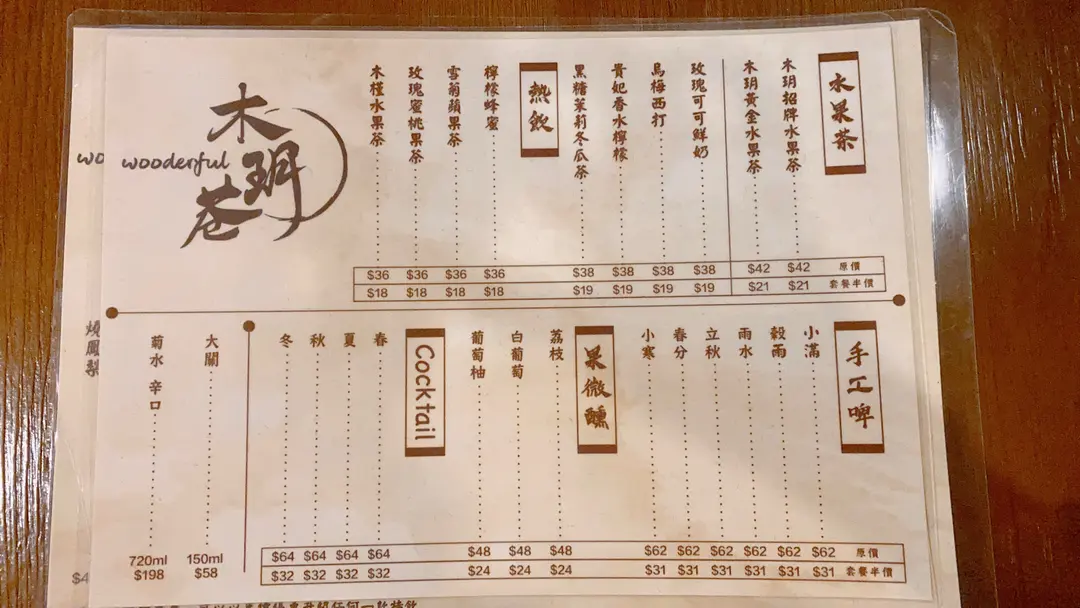 水果茶
木玥招牌水果茶 $42 $21
木玥黃金水果茶 $42 $21
原價
套餐半價
玫瑰可可鮮奶 $38 $19
烏梅西打 $38 $19
貴妃香水檸檬 $38 $19
黑糖茉莉冬瓜茶 $38 $19
熱飲
檸檬蜂蜜 $36 $18
雪菊蘋果茶 $36 $18
玫瑰蜜桃果茶 $36 $18
木槿水果茶 $36 $18
木玥巷
wooderful
wo
手工啤
小滿 $62 $31
穀雨 $62 $31
雨水 $62 $31
立秋 $62 $31
春分 $62 $31
小寒 $62 $31
原價
套餐半價
果微醺
荔枝 $48 $24
白葡萄 $48 $24
葡萄柚 $48 $24
Cocktail
春 $64 $32
夏 $64 $32
秋 $64 $32
冬 $64 $32
大關 150ml $58
菊水 辛口 720ml $198
燒鳳梨
$4